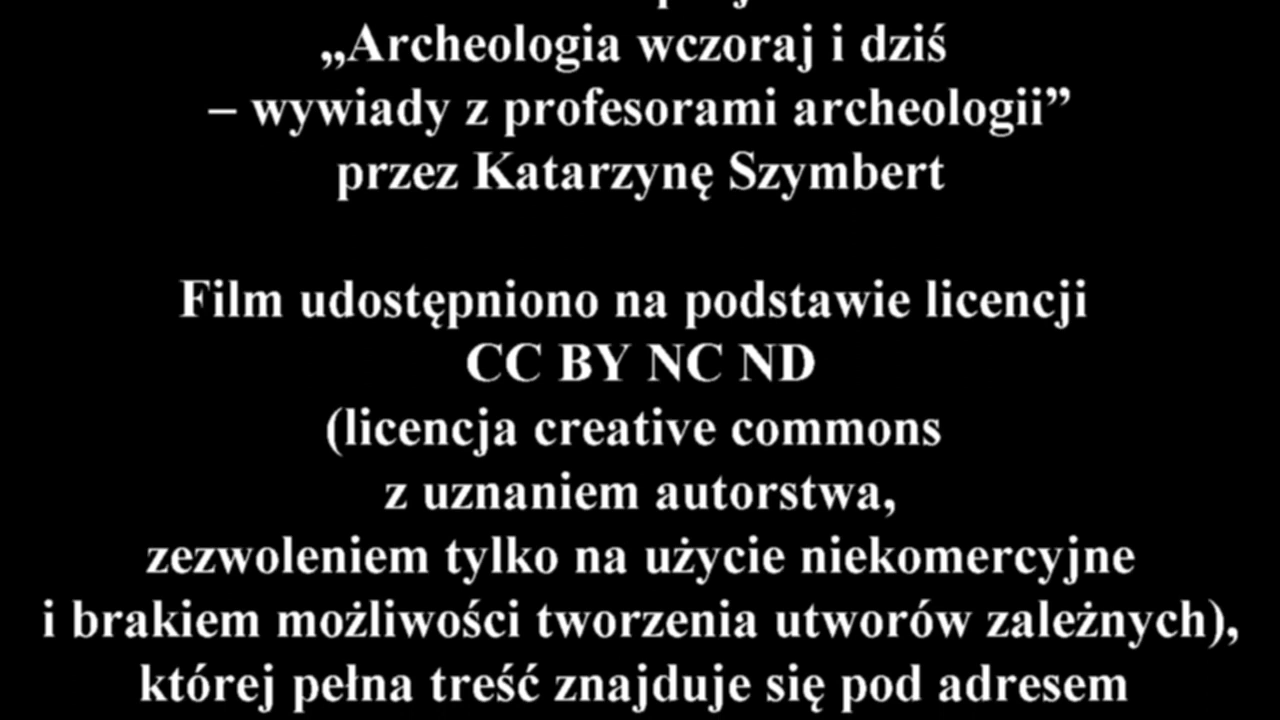 „Archeologia wczoraj i dziś
– wywiady z profesorami archeologii”
przez Katarzynę Szymbert
Film udostępniono na podstawie licencji
CC BY NC ND
(licencja creative commons
z uznaniem autorstwa,
zezwoleniem tylko na użycie niekomercyjne
i brakiem możliwości tworzenia utworów zależnych),
której pełna treść znajduje się pod adresem